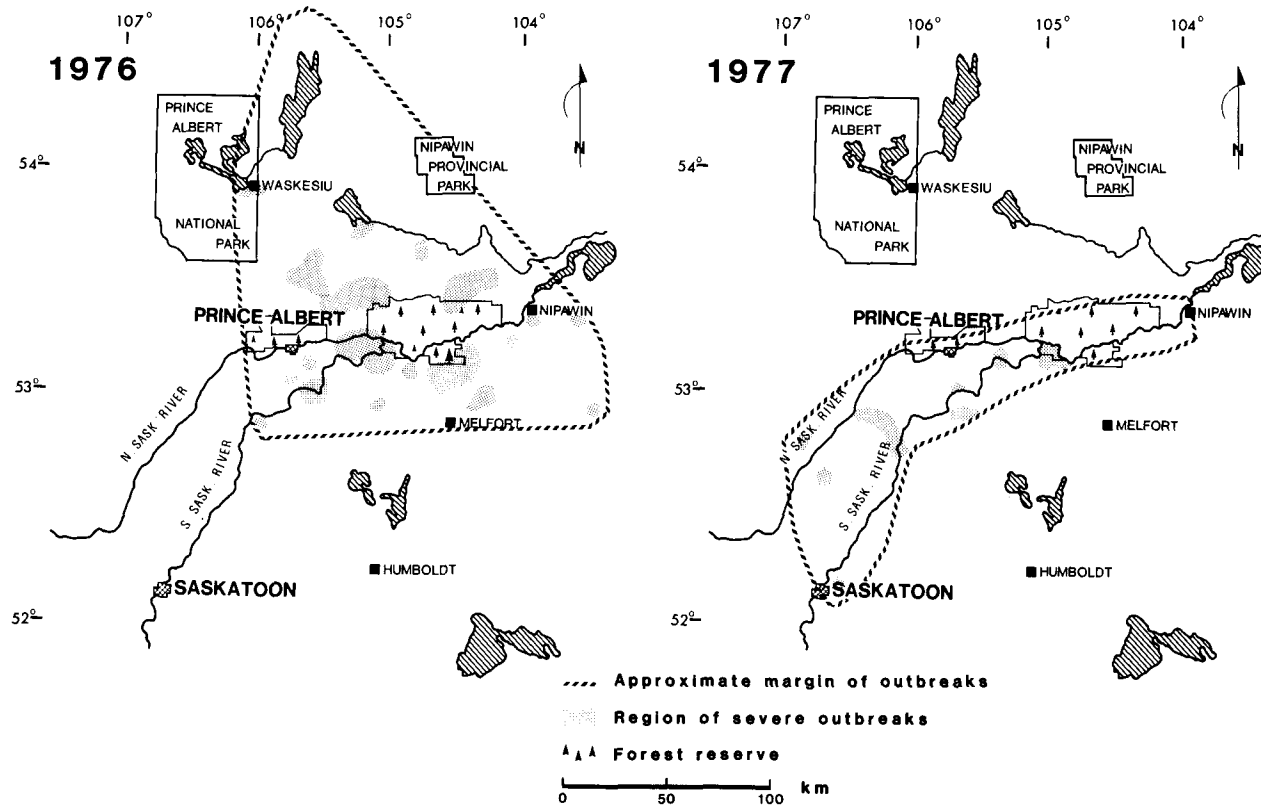 107° 106° 105° 104°
1976
PRINCE
ALBERT
NATIONAL
PARK
WASKESIU
NIPAWIN
PROVINCIAL
PARK
N
54°
PRINCE ALBERT
NIPAWIN
53°
MELFORT
N SASK. RIVER
S SASK RIVER
HUMBOLDT
SASKATOON
52°
107° 106° 105° 104°
1977
PRINCE
ALBERT
NATIONAL
PARK
WASKESIU
NIPAWIN
PROVINCIAL
PARK
N
54°
PRINCE ALBERT
NIPAWIN
53°
MELFORT
N SASK RIVER
S SASK RIVER
HUMBOLDT
SASKATOON
52°
Approximate margin of outbreaks
Region of severe outbreaks
Forest reserve
0 50 100 km